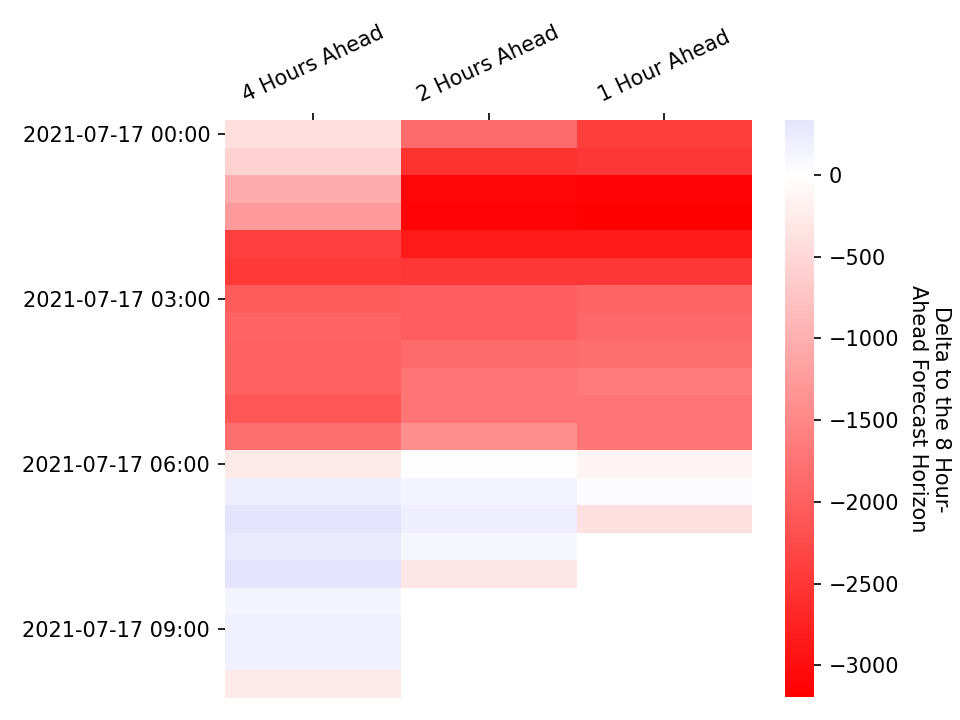 4 Hours Ahead
2 Hours Ahead
1 Hour Ahead
2021-07-17 00:00
2021-07-17 03:00
2021-07-17 06:00
2021-07-17 09:00
0
−500
−1000
−1500
−2000
−2500
−3000
Delta to the 8 Hour-
Ahead Forecast Horizon